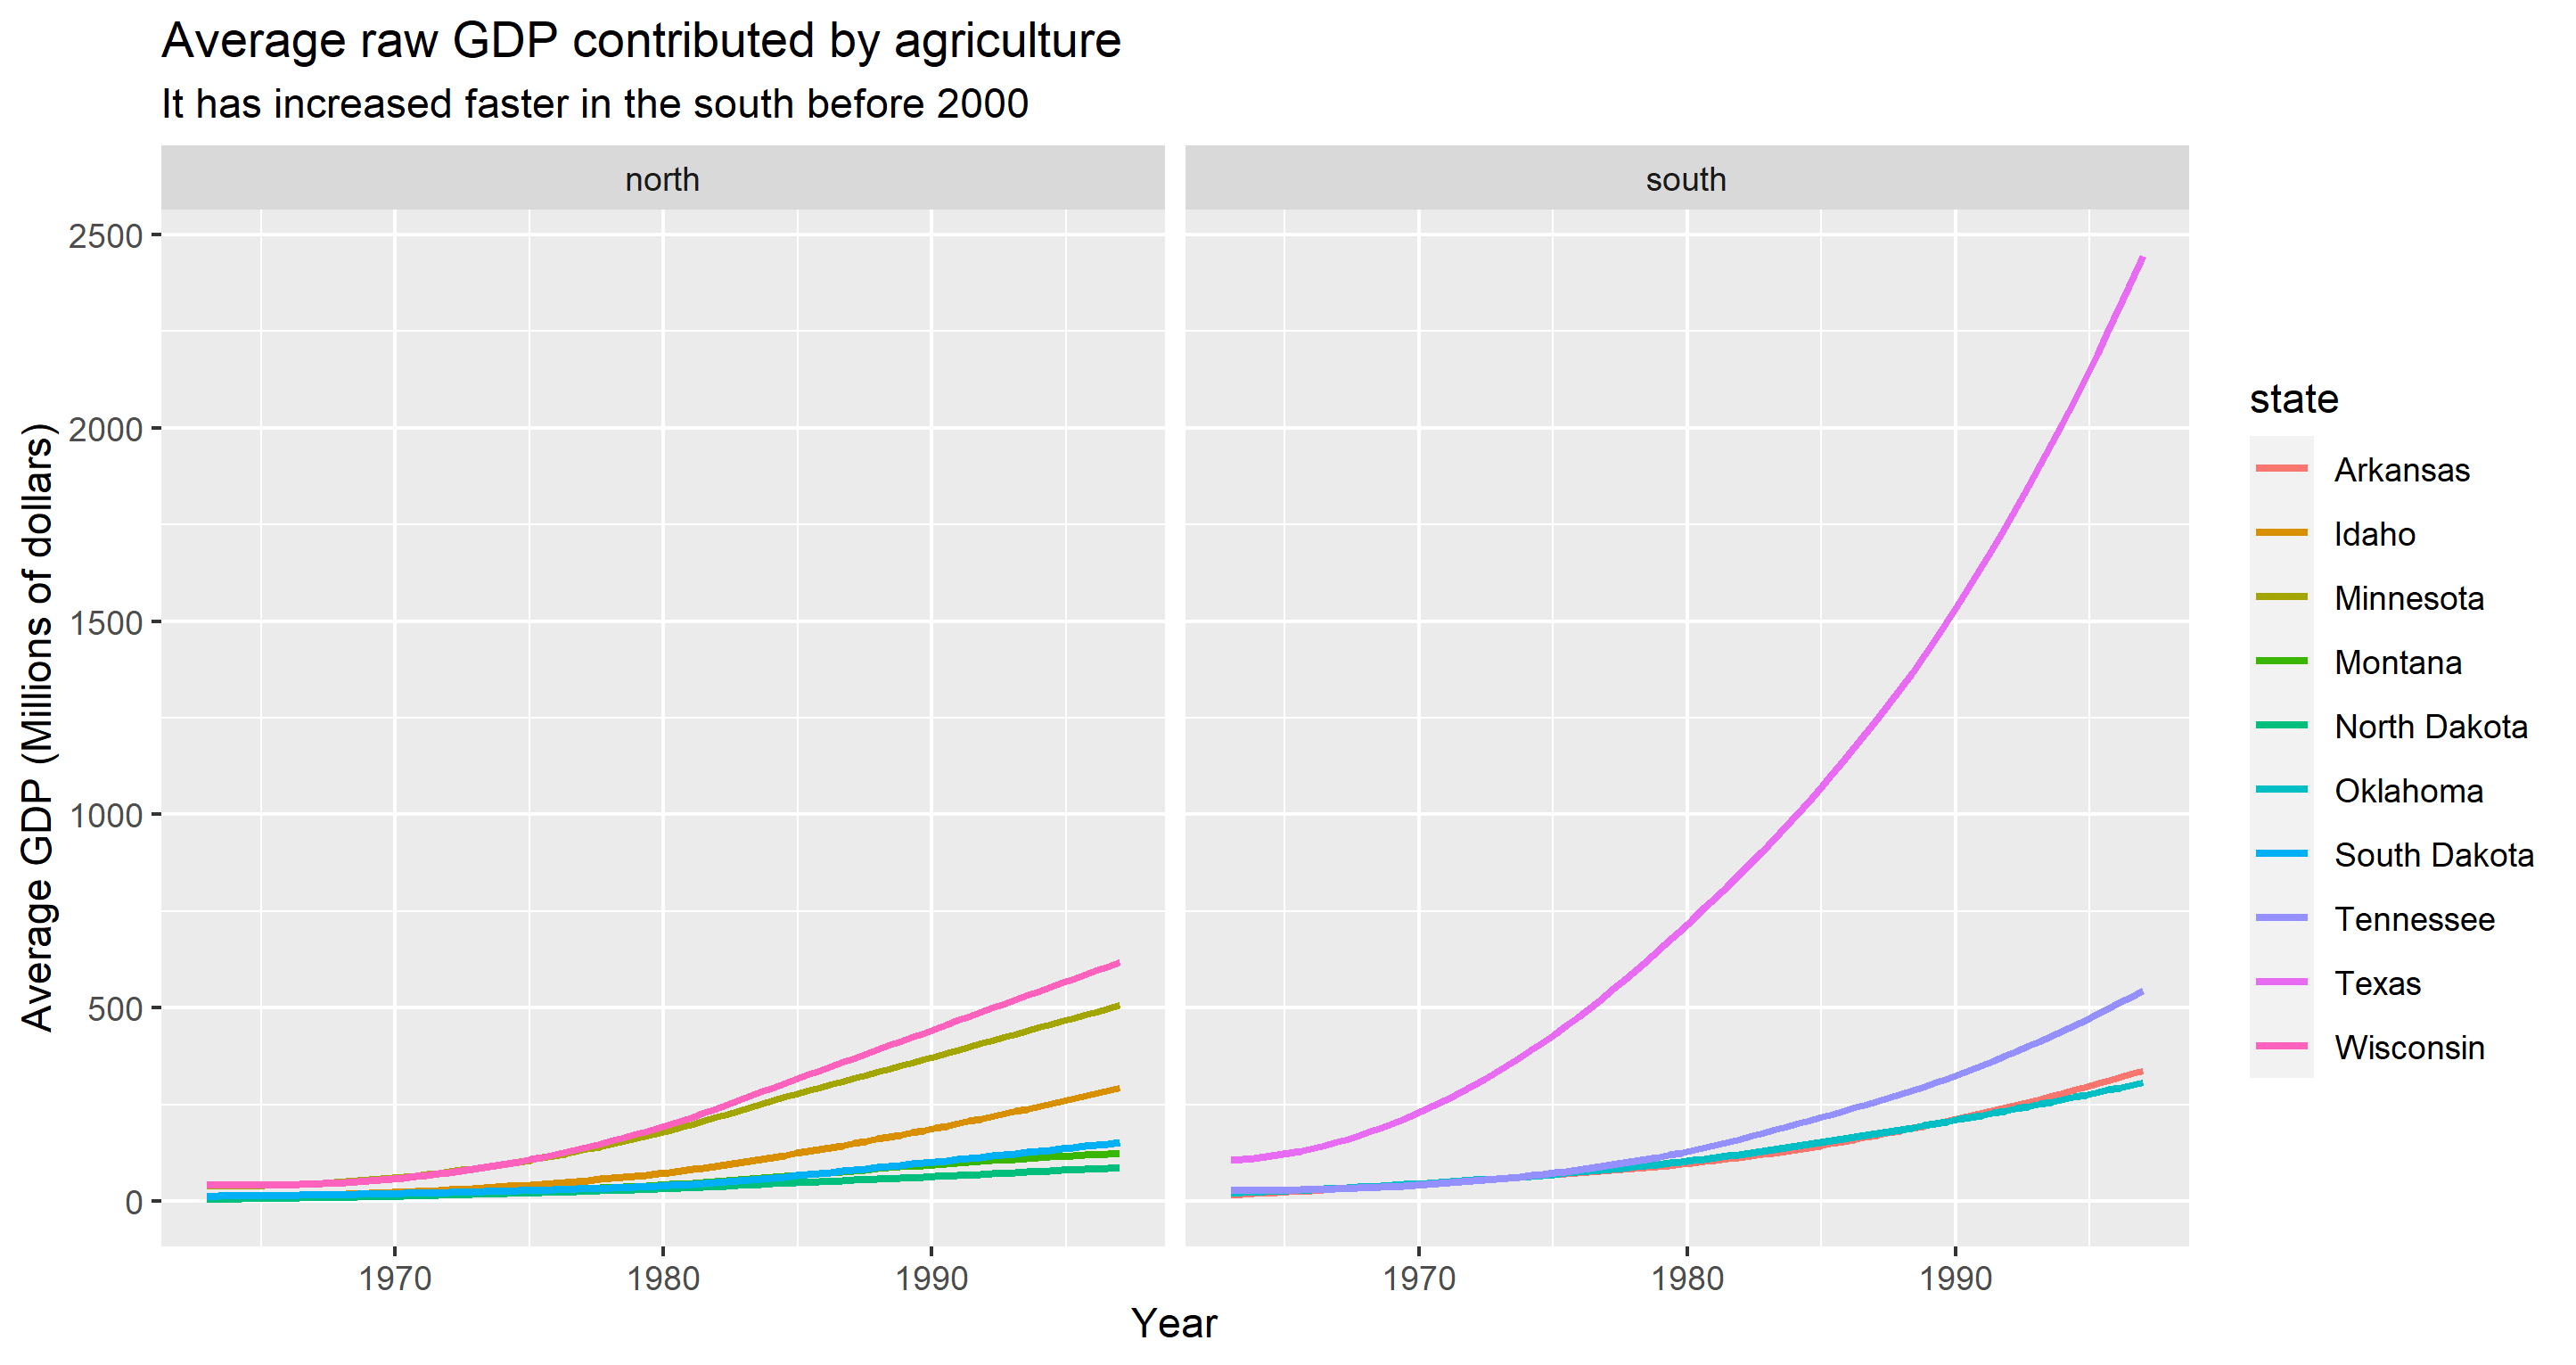 Average raw GDP contributed by agriculture
It has increased faster in the south before 2000
north
south
2500
2000
1500
1000
500
0
Average GDP (Millions of dollars)
1970
1980
1990
1970
1980
1990
Year
state
Arkansas
Idaho
Minnesota
Montana
North Dakota
Oklahoma
South Dakota
Tennessee
Texas
Wisconsin